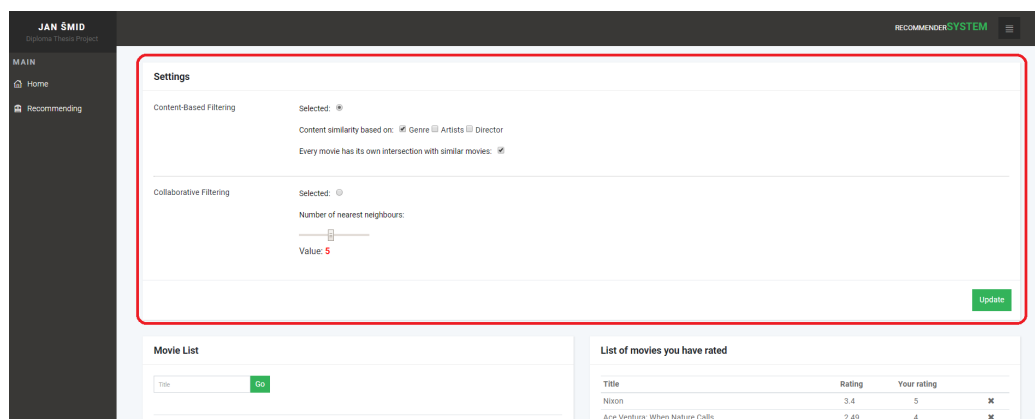 JAN ŠMID
Diploma Thesis Project
RECOMMENDERSYSTEM
MAIN
Home
Recommending
Settings
Content-Based Filtering
Selected:
Content similarity based on: Genre Artists Director
Every movie has its own intersection with similar movies:
Collaborative Filtering
Selected:
Number of nearest neighbours:
Value: 5
Update
Movie List
Title
Go
List of movies you have rated
Title Rating Your rating
Nixon 3.4 5
Ace Ventura: When Nature Calls 2.49 4